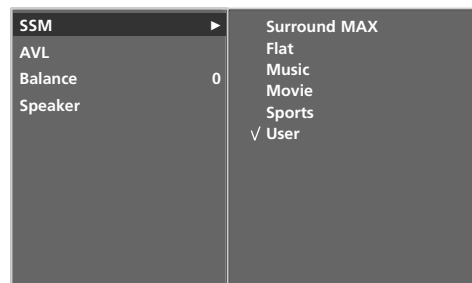 SSM ►
AVL
Balance 0
Speaker
Surround MAX
Flat
Music
Movie
Sports
√ User